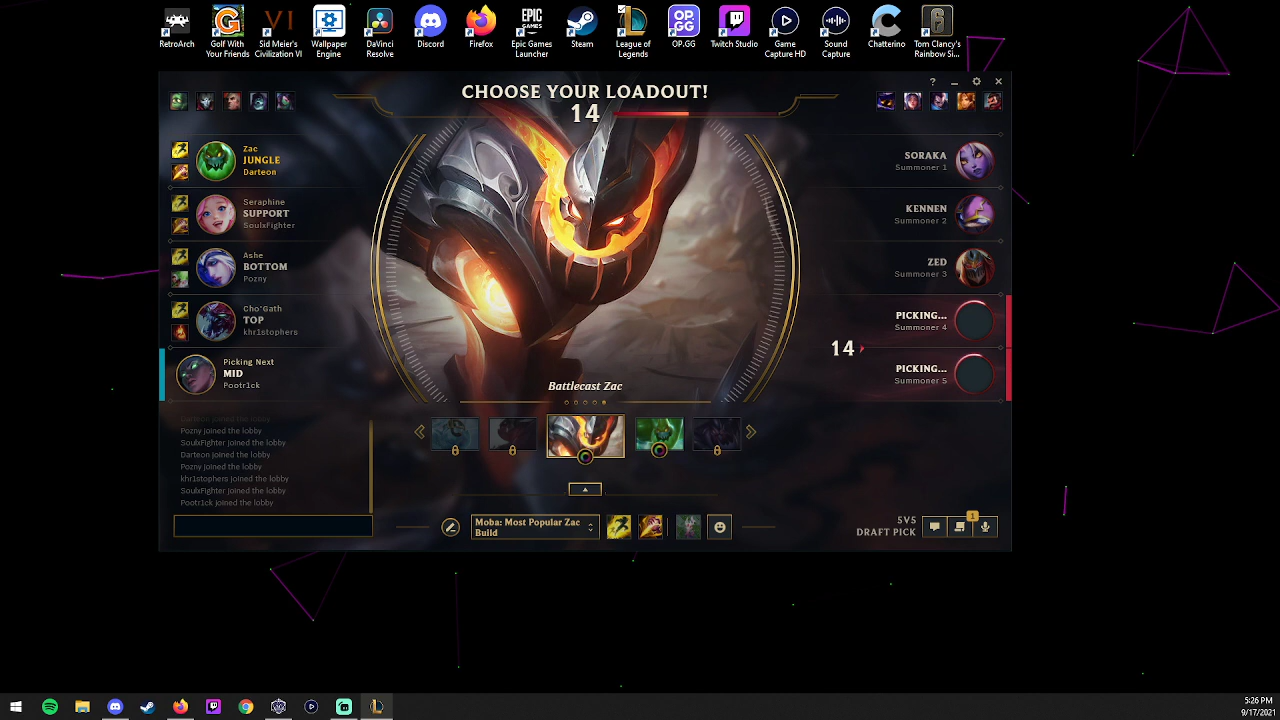 RetroArch
Golf With Your Friends
Sid Meier's Civilization VI
Wallpaper Engine
DaVinci Resolve
Discord
Firefox
Epic Games Launcher
Steam
League of Legends
OP.GG
Twitch Studio
Game Capture HD
Sound Capture
Chatterino
Tom Clancy's Rainbow Si...
CHOOSE YOUR LOADOUT!
14
Zac
JUNGLE
Darteon
Seraphine
SUPPORT
SoulxFighter
Ashe
BOTTOM
Pozny
Cho'Gath
TOP
khr1stophers
Picking Next
MID
Pootr1ck
SORAKA
Summoner 1
KENNEN
Summoner 2
ZED
Summoner 3
PICKING...
Summoner 4
14
PICKING...
Summoner 5
Battlecast Zac
Darteon joined the lobby
Pozny joined the lobby
SoulxFighter joined the lobby
Darteon joined the lobby
Pozny joined the lobby
khr1stophers joined the lobby
SoulxFighter joined the lobby
Pootr1ck joined the lobby
Moba: Most Popular Zac
Build
5V5
DRAFT PICK
1
5:26 PM
9/17/2021